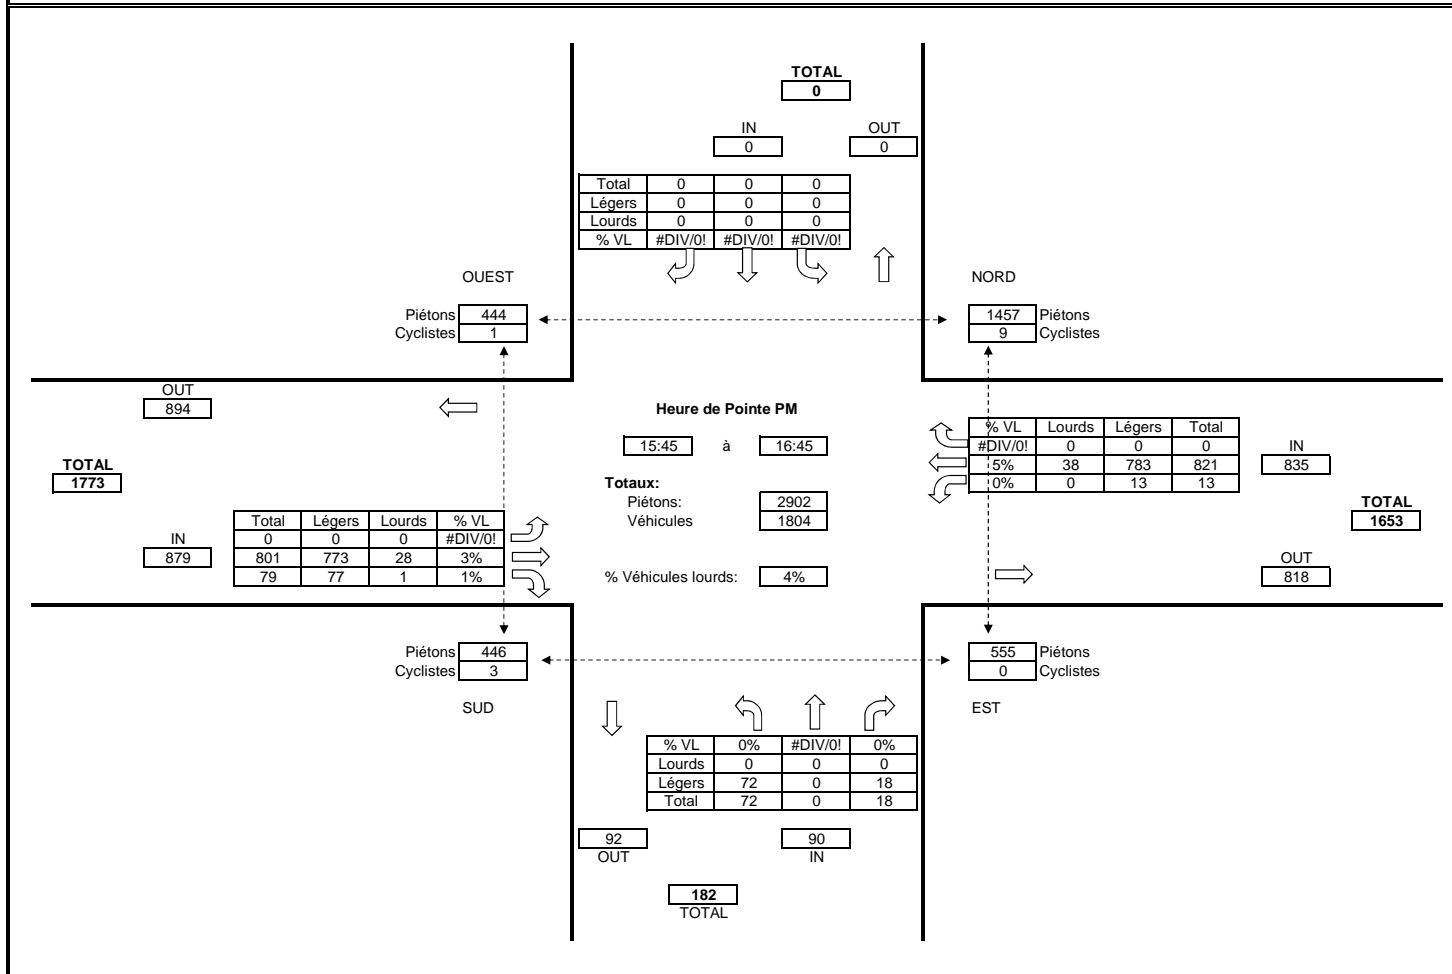 TOTAL
0
IN OUT
0 0
Total 0 0 0
Légers 0 0 0
Lourds 0 0 0
% VL #DIV/0! #DIV/0! #DIV/0!
OUEST NORD
Piétons 444 1457 Piétons
Cyclistes 1 9 Cyclistes
OUT
894
Heure de Pointe PM
15:45 à 16:45
% VL Lourds Légers Total
#DIV/0! 0 0 0
5% 38 783 821
0% 0 13 13
IN
835
TOTAL
1773
Totaux:
Piétons: 2902
Véhicules 1804
TOTAL
1653
IN
879
Total Légers Lourds % VL
0 0 0 #DIV/0!
801 773 28 3%
79 77 1 1%
% Véhicules lourds: 4%
OUT
818
Piétons 446 555 Piétons
Cyclistes 3 0 Cyclistes
SUD EST
% VL 0% #DIV/0! 0%
Lourds 0 0 0
Légers 72 0 18
Total 72 0 18
92 90
OUT IN
182
TOTAL